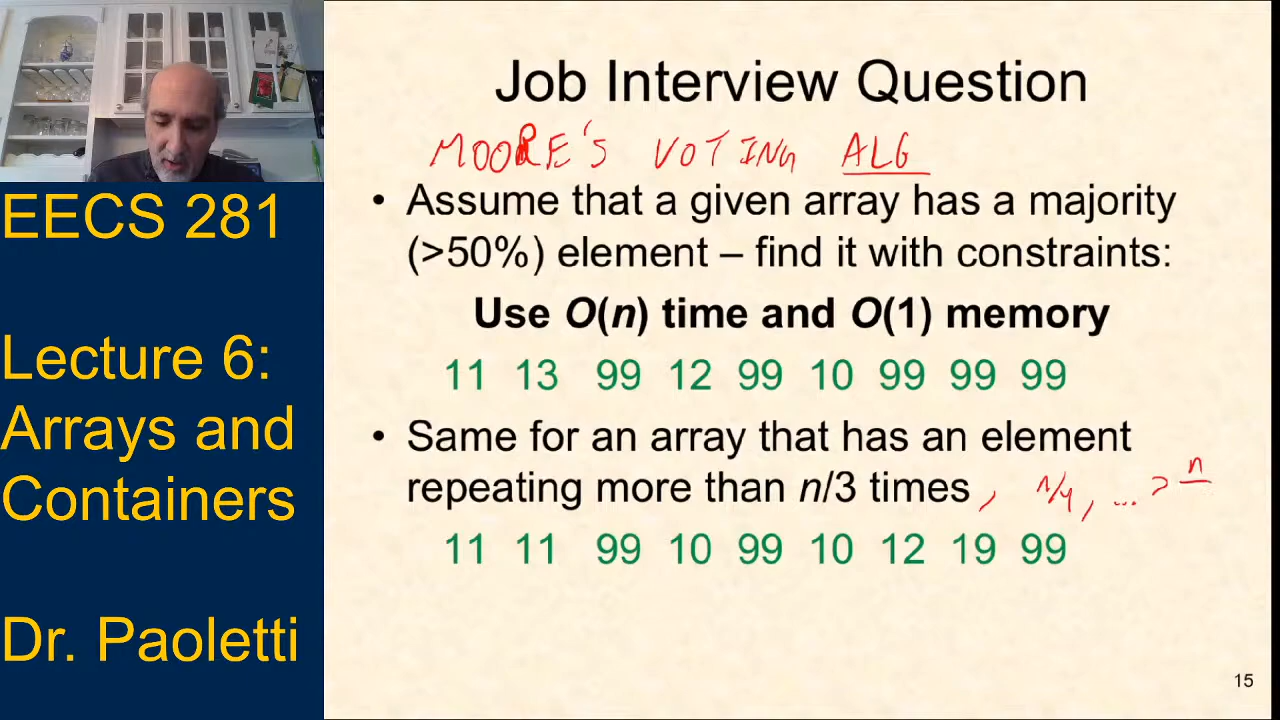 EECS 281
Lecture 6:
Arrays and
Containers
Dr. Paoletti
Job Interview Question
MOORE'S VOTING ALG
• Assume that a given array has a majority
(>50%) element – find it with constraints:
Use O(n) time and O(1) memory
11 13 99 12 99 10 99 99 99
• Same for an array that has an element
repeating more than n/3 times , n/4, ... > n
11 11 99 10 99 10 12 19 99
15